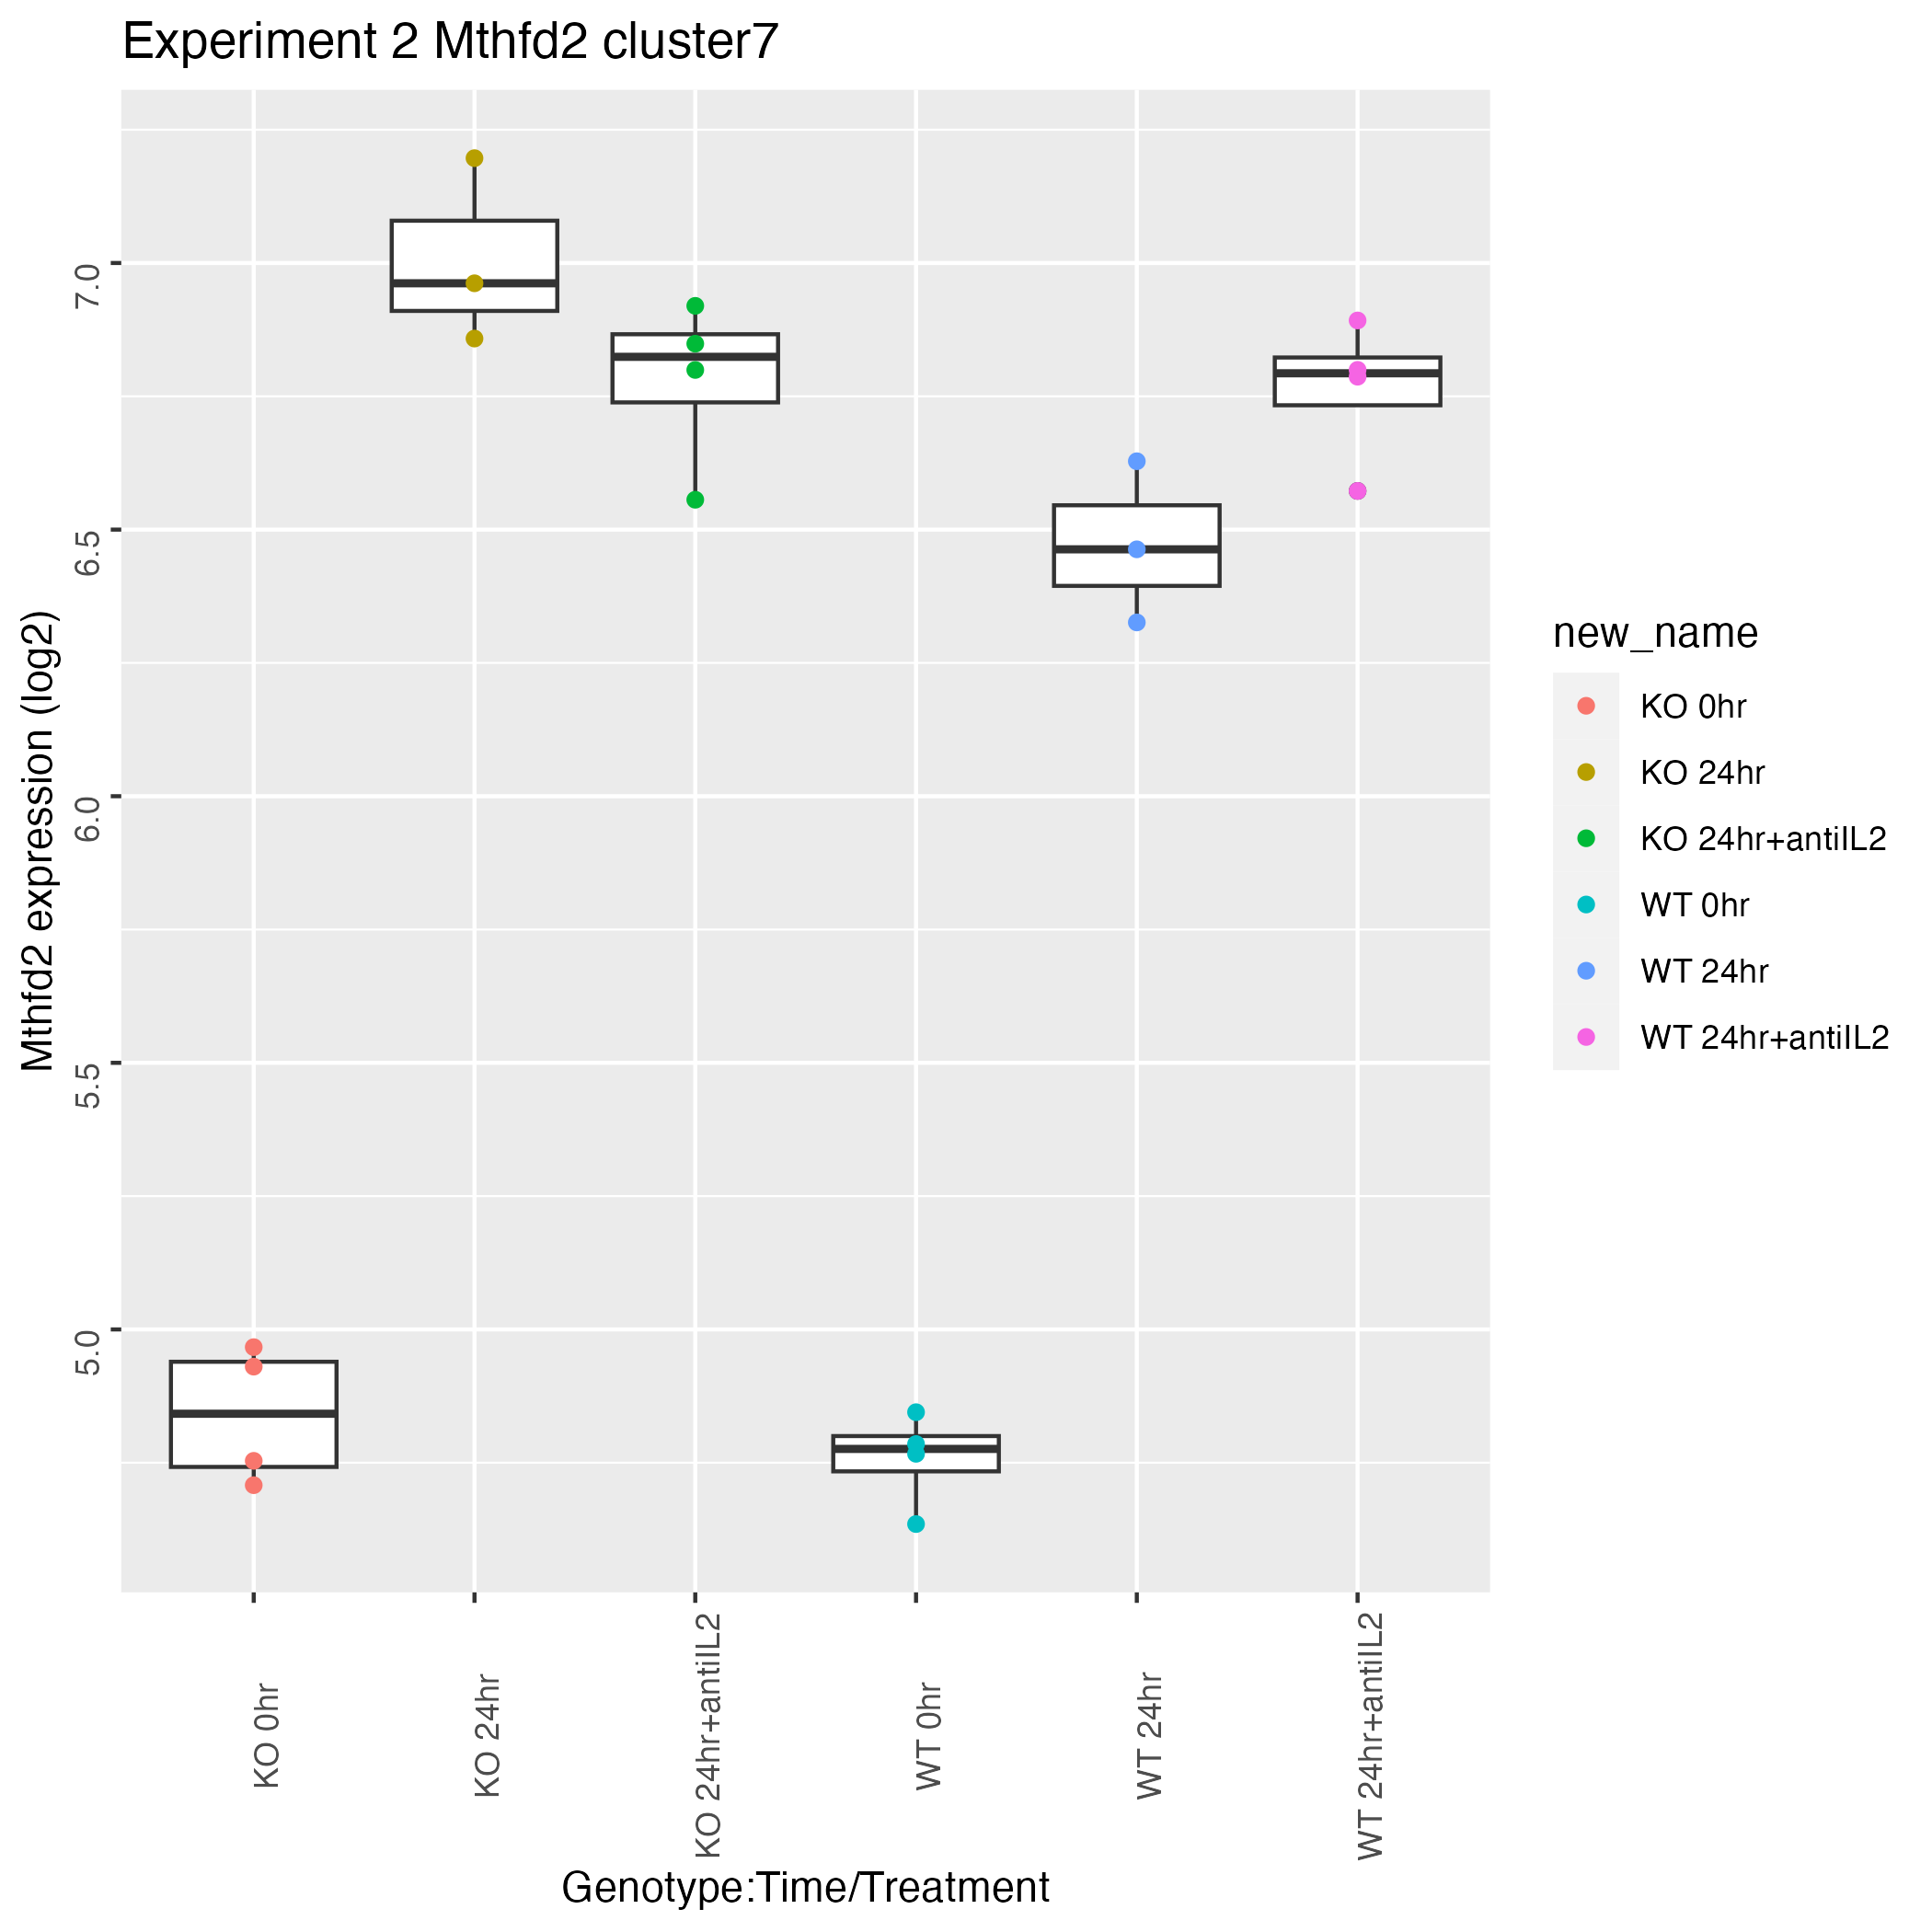 Experiment 2 Mthfd2 cluster7
Mthfd2 expression (log2)
7.0
6.5
6.0
5.5
5.0
KO 0hr
KO 24hr
KO 24hr+antiIL2
WT 0hr
WT 24hr
WT 24hr+antiIL2
Genotype:Time/Treatment
new_name
KO 0hr
KO 24hr
KO 24hr+antiIL2
WT 0hr
WT 24hr
WT 24hr+antiIL2